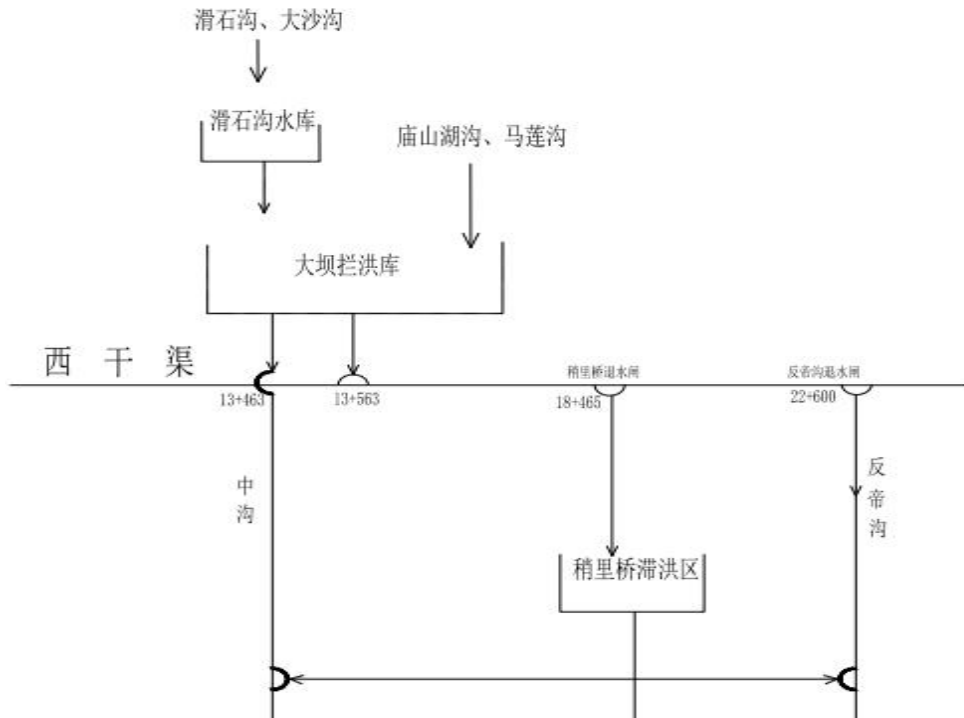 滑石沟、大沙沟
滑石沟水库
庙山湖沟、马莲沟
大坝拦洪库
西干渠
稍里桥退水闸
反帝沟退水闸
13+463
13+563
18+465
22+600
中沟
反帝沟
稍里桥滞洪区